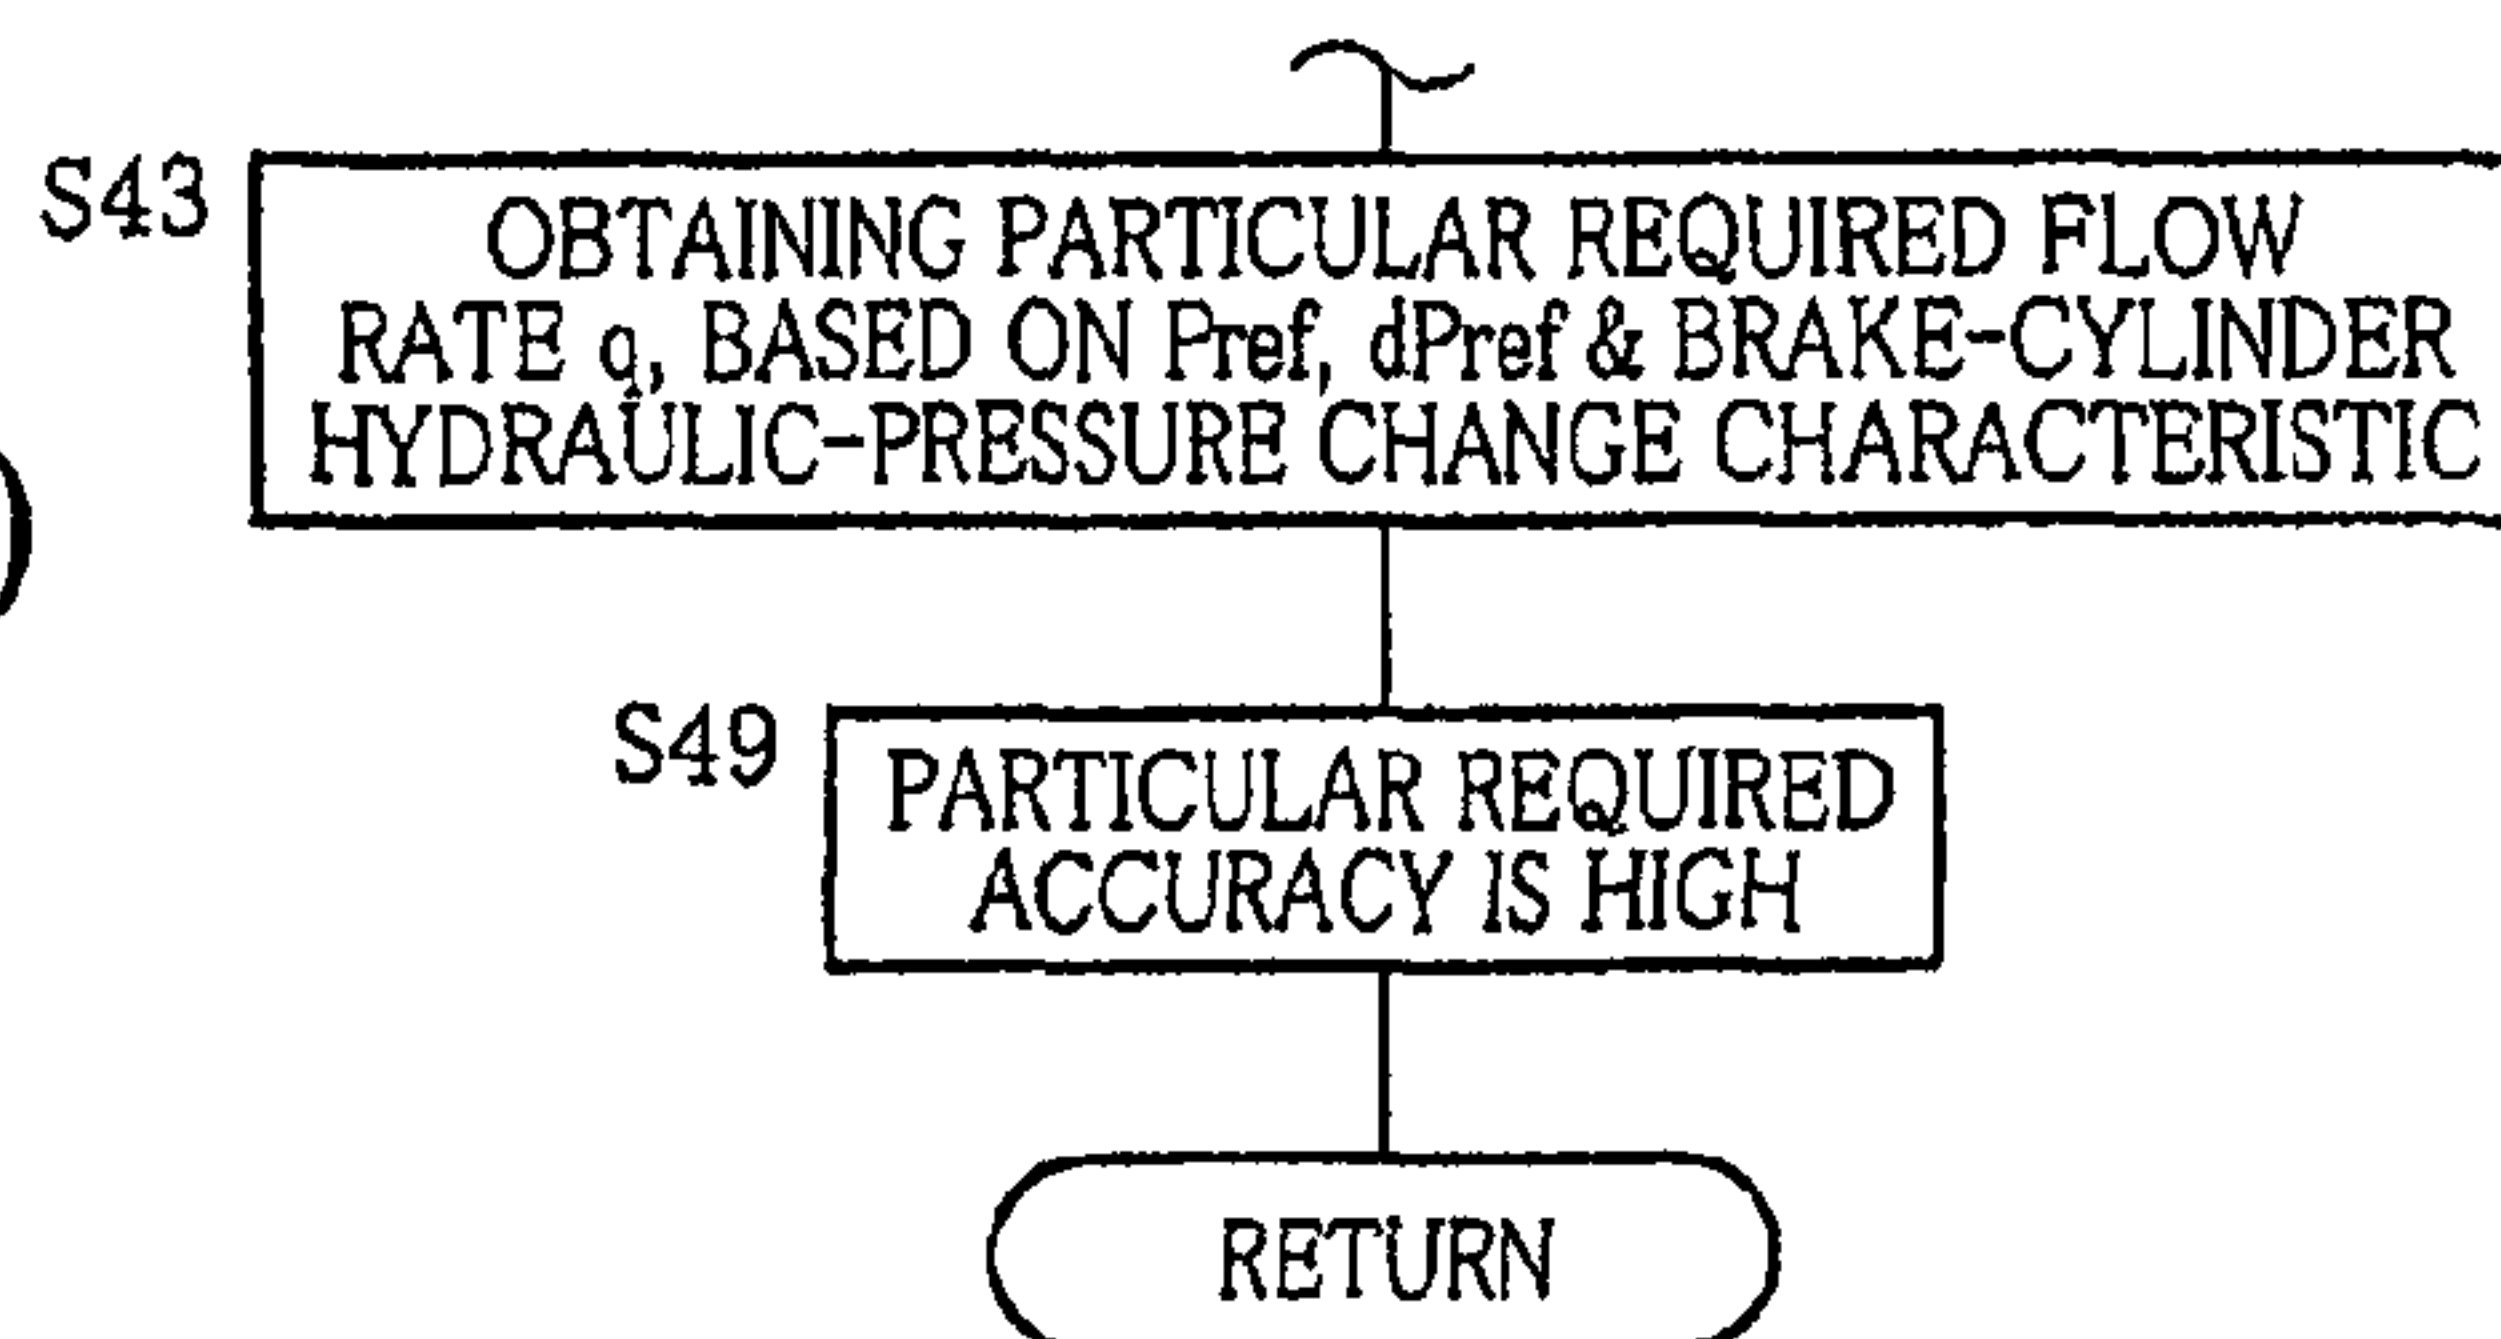 S43
OBTAINING PARTICULAR REQUIRED FLOW
RATE q, BASED ON Pref, dPref & BRAKE-CYLINDER
HYDRAULIC-PRESSURE CHANGE CHARACTERISTIC
S49
PARTICULAR REQUIRED
ACCURACY IS HIGH
RETURN